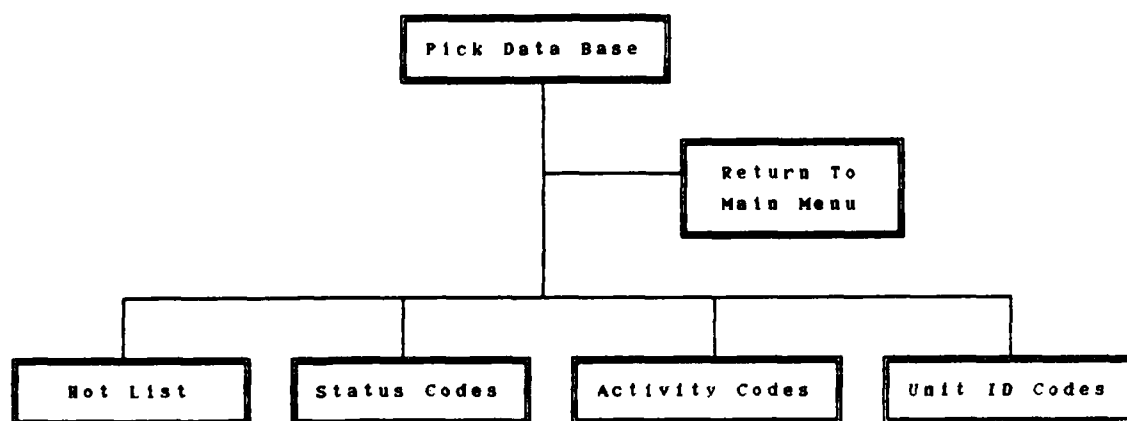 Pick Data Base
Return To
Main Menu
Hot List
Status Codes
Activity Codes
Unit ID Codes